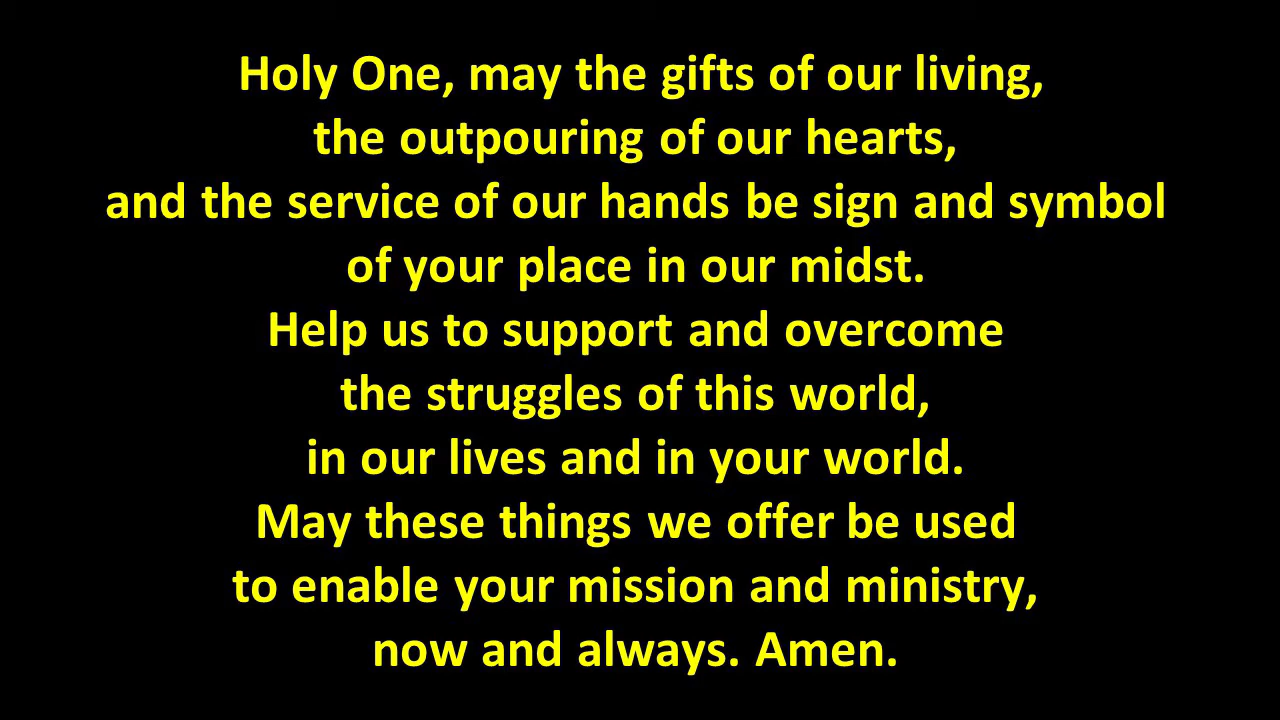 Holy One, may the gifts of our living,
the outpouring of our hearts,
and the service of our hands be sign and symbol
of your place in our midst.
Help us to support and overcome
the struggles of this world,
in our lives and in your world.
May these things we offer be used
to enable your mission and ministry,
now and always. Amen.